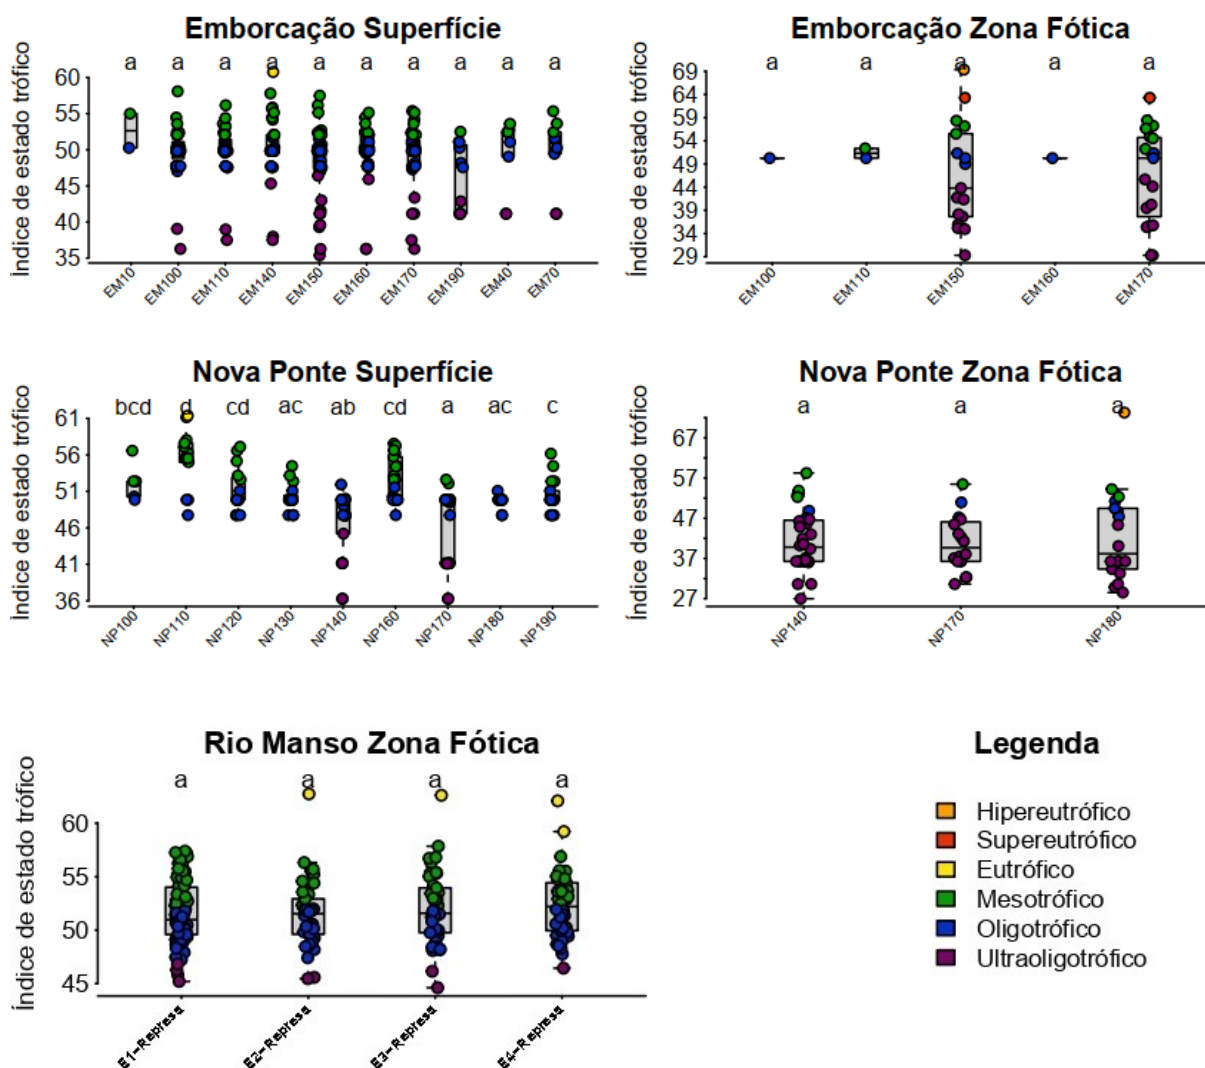 Emborcação Superfície
Índice de estado trófico
a a a a a a a a a a
60
55
50
45
40
35
EM10 EM100 EM110 EM140 EM150 EM160 EM170 EM190 EM40 EM70
Emborcação Zona Fótica
Índice de estado trófico
a a a a a
69
64
59
54
49
44
39
34
29
EM100 EM110 EM150 EM160 EM170
Nova Ponte Superfície
Índice de estado trófico
bcd d cd ac ab cd a ac c
61
56
51
46
41
36
NP100 NP110 NP120 NP130 NP140 NP160 NP170 NP180 NP190
Nova Ponte Zona Fótica
Índice de estado trófico
a a a
67
57
47
37
27
NP140 NP170 NP180
Rio Manso Zona Fótica
Índice de estado trófico
a a a a
60
55
50
45
E1-Represa E2-Represa E3-Represa E4-Represa
Legenda
Hipereutrófico
Supereutrófico
Eutrófico
Mesotrófico
Oligotrófico
Ultraoligotrófico